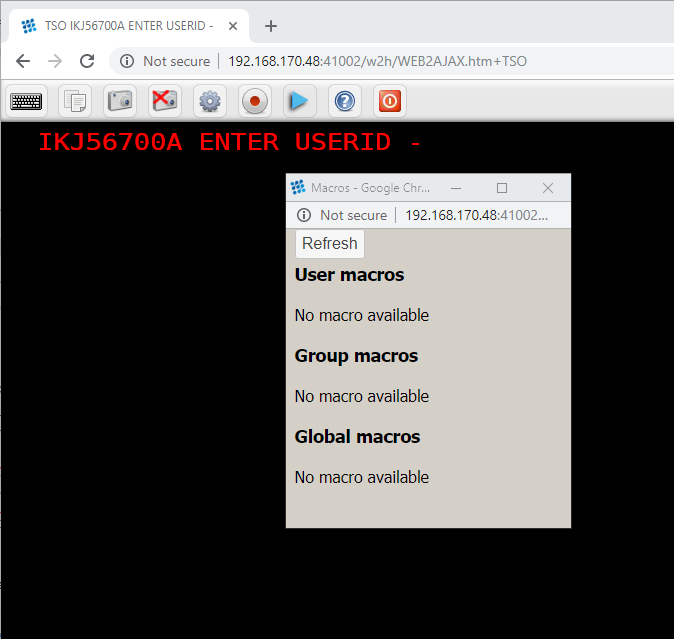 TSO IKJ56700A ENTER USERID -
Not secure 192.168.170.48:41002/w2h/WEB2AJAX.htm+TSO
IKJ56700A ENTER USERID -
Macros - Google Chr...
Not secure 192.168.170.48:41002...
Refresh
User macros
No macro available
Group macros
No macro available
Global macros
No macro available